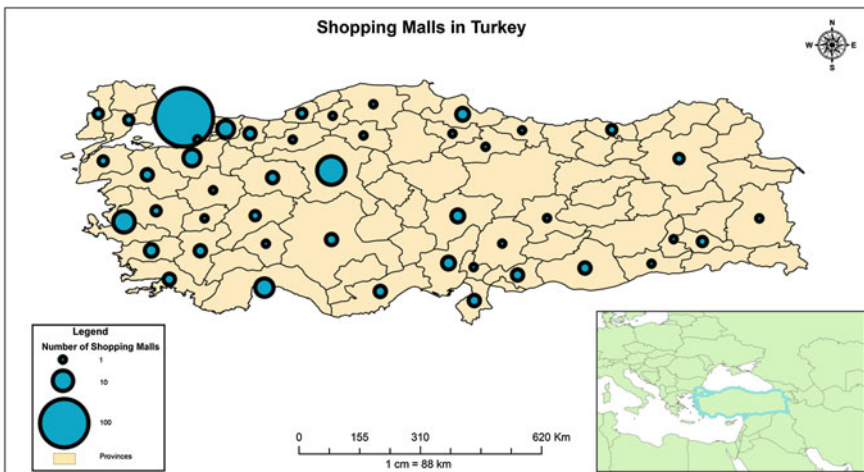 Shopping Malls in Turkey
N
W E
S
Legend
Number of Shopping Malls
1
10
100
Provinces
0 155 310 620 Km
1 cm = 88 km